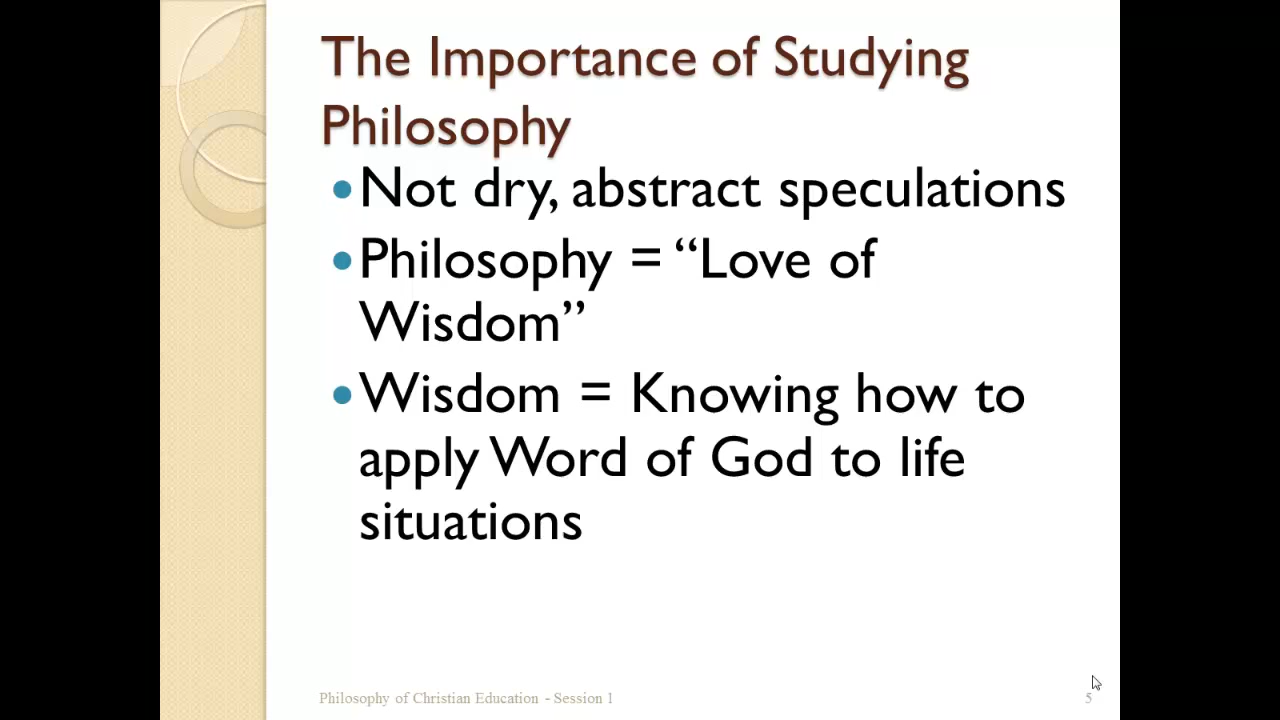 The Importance of Studying
Philosophy
•Not dry, abstract speculations
•Philosophy = “Love of
Wisdom”
•Wisdom = Knowing how to
apply Word of God to life
situations
Philosophy of Christian Education - Session 1
5